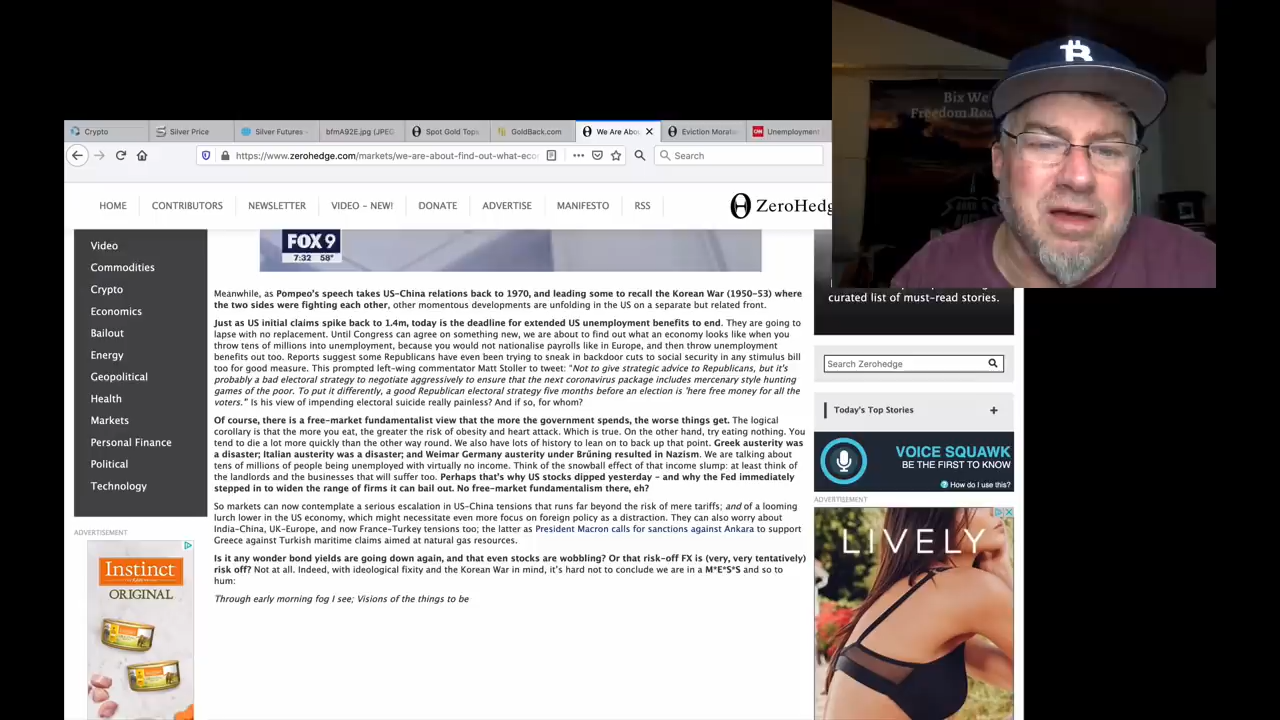 Crypto
Silver Price
Silver Futures -
bfmA92E.jpg (JPEG
Spot Gold Tops
GoldBack.com
We Are Abou
Eviction Morato
Unemployment
https://www.zerohedge.com/markets/we-are-about-find-out-what-econ
Search
HOME
CONTRIBUTORS
NEWSLETTER
VIDEO – NEW!
DONATE
ADVERTISE
MANIFESTO
RSS
ZeroHedg
Bix We
Freedom Roa
Video
Commodities
Crypto
Economics
Bailout
Energy
Geopolitical
Health
Markets
Personal Finance
Political
Technology
ADVERTISEMENT
Instinct
ORIGINAL
FOX 9
7:32 58°
Meanwhile, as Pompeo's speech takes US-China relations back to 1970, and leading some to recall the Korean War (1950-53) where
the two sides were fighting each other, other momentous developments are unfolding in the US on a separate but related front.
Just as US initial claims spike back to 1.4m, today is the deadline for extended US unemployment benefits to end. They are going to
lapse with no replacement. Until Congress can agree on something new, we are about to find out what an economy looks like when you
throw tens of millions into unemployment, because you would not nationalise payrolls like in Europe, and then throw unemployment
benefits out too. Reports suggest some Republicans have even been trying to sneak in backdoor cuts to social security in any stimulus bill
too for good measure. This prompted left-wing commentator Matt Stoller to tweet: "Not to give strategic advice to Republicans, but it's
probably a bad electoral strategy to negotiate aggressively to ensure that the next coronavirus package includes mercenary style hunting
games of the poor. To put it differently, a good Republican electoral strategy five months before an election is 'here free money for all the
voters." Is his view of impending electoral suicide really painless? And if so, for whom?
Of course, there is a free-market fundamentalist view that the more the government spends, the worse things get. The logical
corollary is that the more you eat, the greater the risk of obesity and heart attack. Which is true. On the other hand, try eating nothing. You
tend to die a lot more quickly than the other way round. We also have lots of history to lean on to back up that point. Greek austerity was
a disaster; Italian austerity was a disaster; and Weimar Germany austerity under Brüning resulted in Nazism. We are talking about
tens of millions of people being unemployed with virtually no income. Think of the snowball effect of that income slump: at least think of
the landlords and the businesses that will suffer too. Perhaps that's why US stocks dipped yesterday – and why the Fed immediately
stepped in to widen the range of firms it can bail out. No free-market fundamentalism there, eh?
So markets can now contemplate a serious escalation in US-China tensions that runs far beyond the risk of mere tariffs; and of a looming
lurch lower in the US economy, which might necessitate even more focus on foreign policy as a distraction. They can also worry about
India-China, UK-Europe, and now France-Turkey tensions too; the latter as President Macron calls for sanctions against Ankara to support
Greece against Turkish maritime claims aimed at natural gas resources.
Is it any wonder bond yields are going down again, and that even stocks are wobbling? Or that risk-off FX is (very, very tentatively)
risk off? Not at all. Indeed, with ideological fixity and the Korean War in mind, it's hard not to conclude we are in a M*E*S*S and so to
hum:
Through early morning fog I see; Visions of the things to be
curated list of must-read stories.
Search Zerohedge
Today's Top Stories
+
VOICE SQUAWK
BE THE FIRST TO KNOW
How do I use this?
ADVERTISEMENT
LIVELY